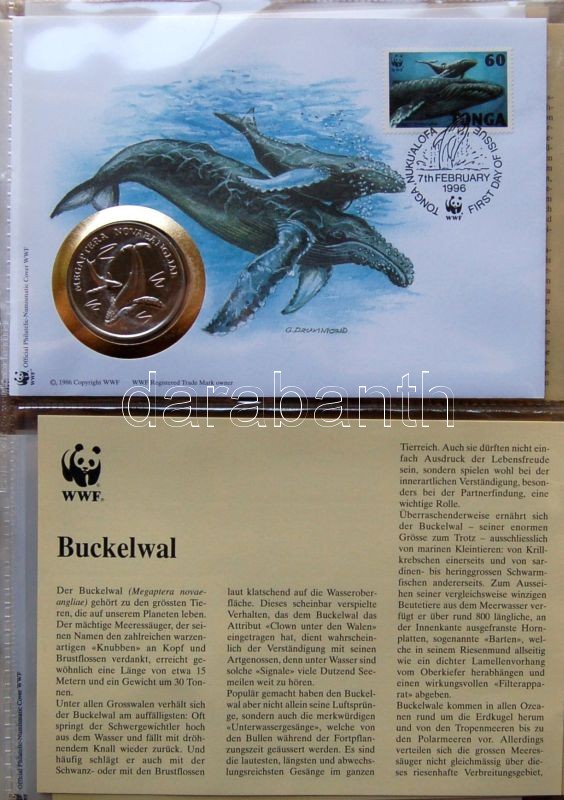 60
WWF
TONGA
TONGA NUKU'ALOFA
7TH FEBRUARY
1996
FIRST DAY OF ISSUE
WWF
MEGAPTERA NOVAEANGLIAE
Official Philatelic-Numismatic Cover WWF
G. DRUMMOND
© 1986 Copyright WWF WWF Registered Trade Mark owner
darabanth
WWF
Buckelwal
Der Buckelwal (Megaptera novae-
angliae) gehört zu den grössten Tie-
ren, die auf unserem Planeten leben.
Der mächtige Meeressäuger, der sei-
nen Namen den zahlreichen warzen-
artigen «Knubben» an Kopf und
Brustflossen verdankt, erreicht ge-
wöhnlich eine Länge von etwa 15
Metern und ein Gewicht um 30 Ton-
nen.
Unter allen Grosswalen verhält sich
der Buckelwal am auffälligsten: Oft
springt der Schwergewichtler hoch
aus dem Wasser und fällt mit dröh-
nendem Knall wieder zurück. Und
häufig schlägt er auch mit der
Schwanz- oder mit den Brustflossen
laut klatschend auf die Wasserober-
fläche. Dieses scheinbar verspielte
Verhalten, das dem Buckelwal das
Attribut «Clown unter den Walen»
eingetragen hat, dient wahrschein-
lich der Verständigung mit seinen
Artgenossen, denn unter Wasser sind
solche «Signale» viele Dutzend See-
meilen weit zu hören.
Populär gemacht haben den Buckel-
wal aber nicht allein seine Luftsprün-
ge, sondern auch die merkwürdigen
«Unterwassergesänge», welche von
den Bullen während der Fortpflan-
zungszeit geäussert werden. Es sind
die lautesten, längsten und abwechs-
lungsreichsten Gesänge im ganzen
Tierreich. Auch sie dürften nicht ein-
fach Ausdruck der Lebensfreude
sein, sondern spielen wohl bei der
innerartlichen Verständigung, beson-
ders bei der Partnerfindung, eine
wichtige Rolle.
Überraschenderweise ernährt sich
der Buckelwal – seiner enormen
Grösse zum Trotz – ausschliesslich
von marinen Kleintieren: von Krill-
krebschen einerseits und von sar-
dinen- bis heringgrossen Schwarm-
fischen andererseits. Zum Aussei-
hen seiner vergleichsweise winzigen
Beutetiere aus dem Meerwasser ver-
fügt er über rund 800 längliche, an
der Innenkante ausgefranste Horn-
platten, sogenannte «Barten», wel-
che in seinem Riesenmund allseitig
wie ein dichter Lamellenvorhang
vom Oberkiefer herabhängen und
einen wirkungsvollen «Filterappa-
rat» abgeben.
Buckelwale kommen in allen Ozea-
nen rund um die Erdkugel herum
und von den Tropenmeeren bis zu
den Polarmeeren vor. Allerdings
verteilen sich die grossen Meeres-
säuger nicht gleichmässig über die-
ses riesenhafte Verbreitungsgebiet,
Official Philatelic-Numismatic Cover WWF